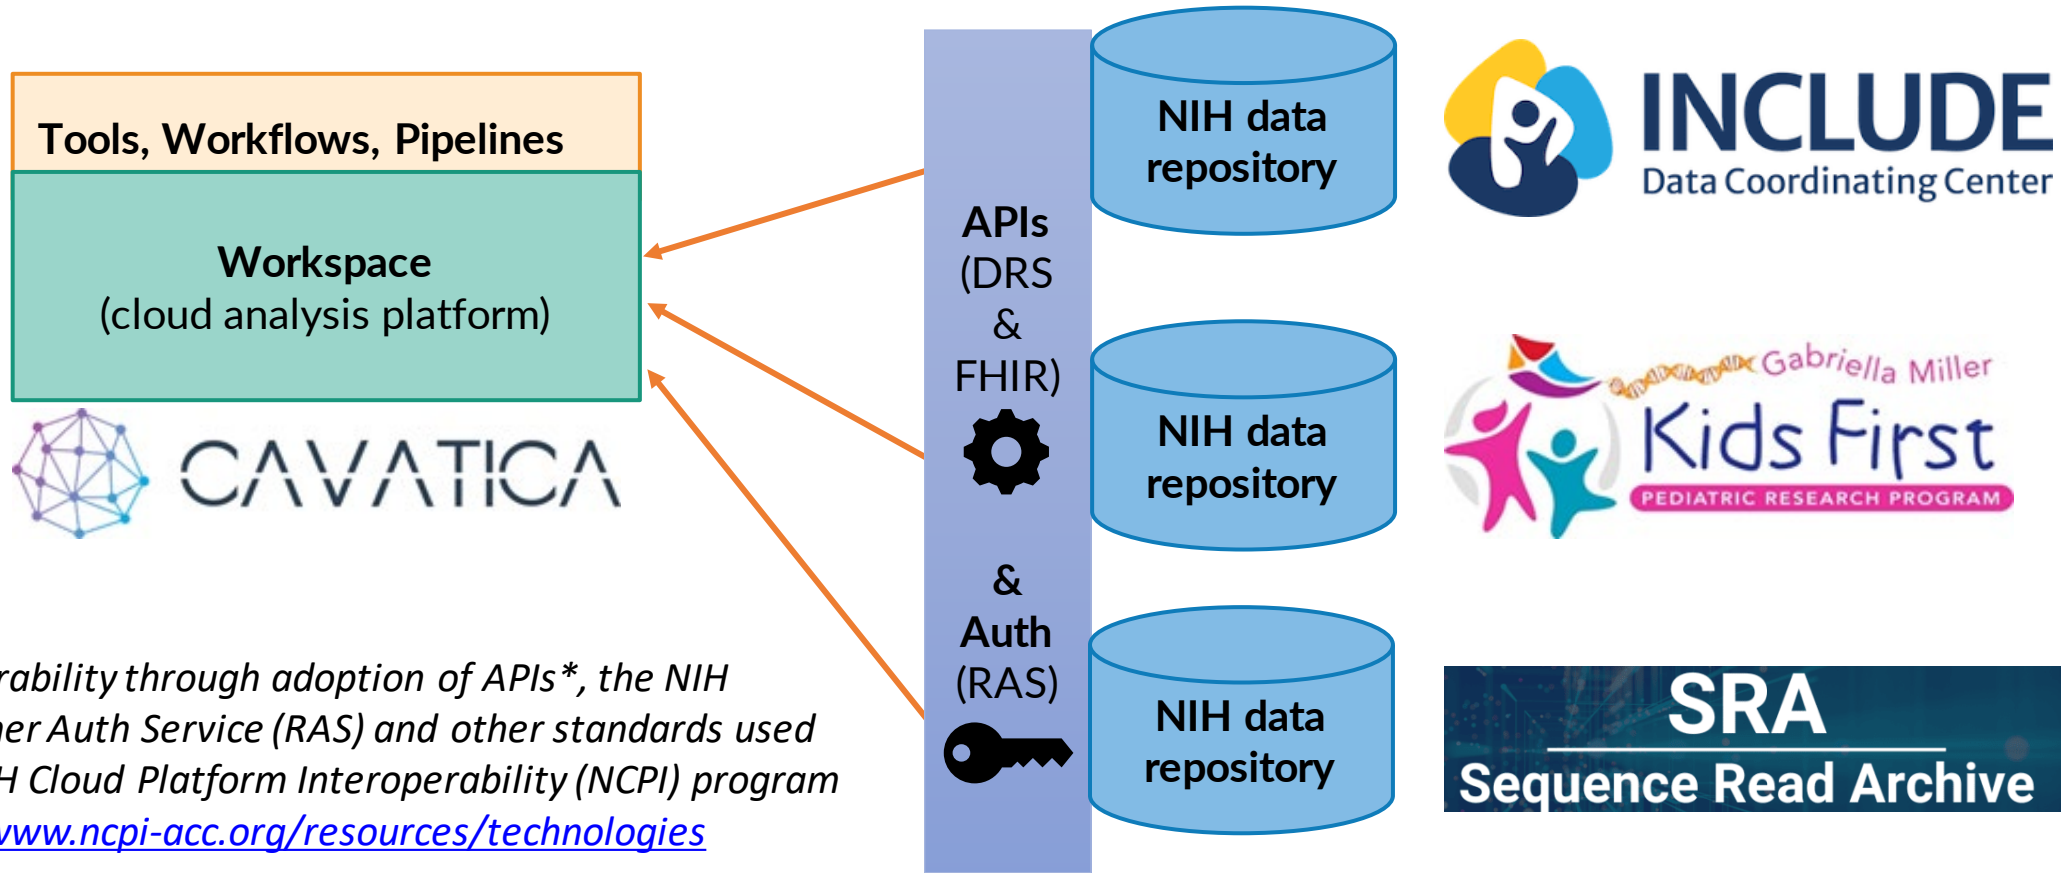 Tools, Workflows, Pipelines
Workspace
(cloud analysis platform)
CAVATICA
APIs
(DRS
&
FHIR)
&
Auth
(RAS)
NIH data
repository
INCLUDE
Data Coordinating Center
NIH data
repository
Gabriella Miller
Kids First
PEDIATRIC RESEARCH PROGRAM
NIH data
repository
SRA
Sequence Read Archive
rability through adoption of APIs*, the NIH
her Auth Service (RAS) and other standards used
H Cloud Platform Interoperability (NCPI) program
www.ncpi-acc.org/resources/technologies